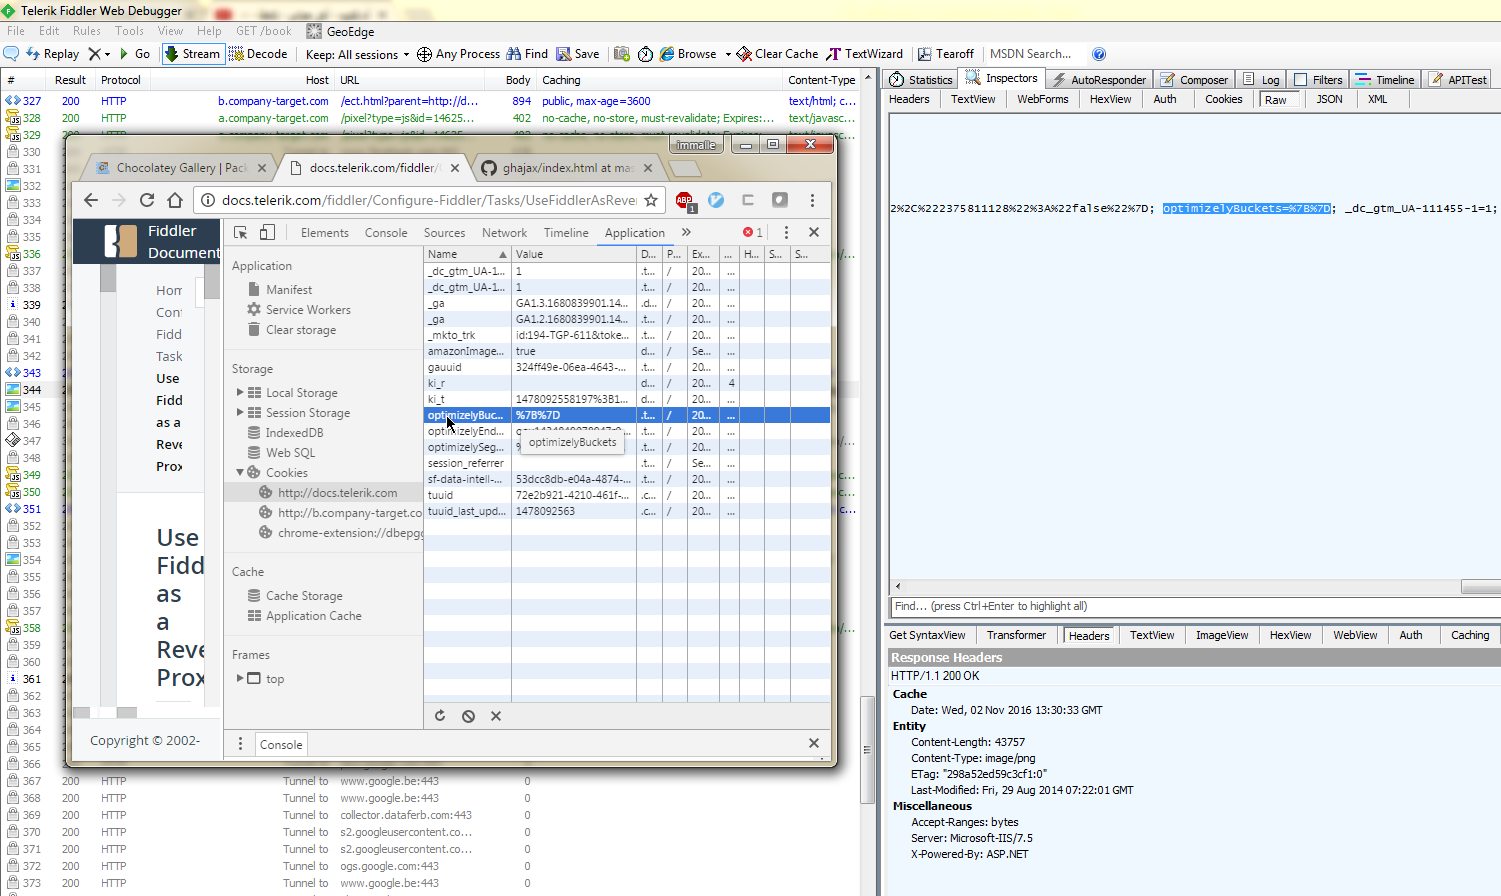 Telerik Fiddler Web Debugger
File Edit Rules Tools View Help GET /book GeoEdge
Replay Go Stream Decode Keep: All sessions Any Process Find Save Browse Clear Cache TextWizard Tearoff MSDN Search...
# Result Protocol Host URL Body Caching Content-Type
327 200 HTTP b.company-target.com /ect.html?parent=http://d... 894 public, max-age=3600 text/html; c...
328 200 HTTP a.company-target.com /pixel?type=js&id=14625... 402 no-cache, no-store, must-revalidate; Expires:... text/javasc...
329 200 HTTP
330
331
332
333
334
335
336
337
338
339
340
341
342
343
344
345
346
347
348
349
350
351 c...
352
353
354
355
356
357
358
359
360
361
362
363
364
365
366
367 200 HTTP Tunnel to www.google.be:443 0
368 200 HTTP Tunnel to www.google.be:443 0
369 200 HTTP Tunnel to collector.dataferb.com:443 0
370 200 HTTP Tunnel to s2.googleusercontent.co... 0
371 200 HTTP Tunnel to s2.googleusercontent.co... 0
372 200 HTTP Tunnel to ogs.google.com:443 0
373 200 HTTP Tunnel to www.google.be:443 0
immalle
Chocolatey Gallery | Pack
docs.telerik.com/fiddler/
ghajax/index.html at mas
docs.telerik.com/fiddler/Configure-Fiddler/Tasks/UseFiddlerAsRever
ABP 1
Fiddler
Document
Hom
Conf
Fidd
Task
Use
Fidd
as a
Reve
Prox
Use
Fidd
as
a
Reve
Prox
Copyright © 2002-
Elements Console Sources Network Timeline Application » 1
Application
Manifest
Service Workers
Clear storage
Storage
Local Storage
Session Storage
IndexedDB
Web SQL
Cookies
http://docs.telerik.com
http://b.company-target.co
chrome-extension://dbepgg
Cache
Cache Storage
Application Cache
Frames
top
Name Value D... P... Ex... ... H... S... S...
_dc_gtm_UA-1... 1 .t... / 20... ...
_dc_gtm_UA-1... 1 .t... / 20... ...
_ga GA1.3.1680839901.14... .d... / 20... ...
_ga GA1.2.1680839901.14... .t... / 20... ...
_mkto_trk id:194-TGP-611&toke... .t... / 20... ...
amazonImage... true d... / Se... ...
gauuid 324ff49e-06ea-4643-... .t... / 20... ...
ki_r d... / 20... 4
ki_t 1478092558197%3B1... d... / 20... ...
optimizelyBuc... %7B%7D .t... / 20... ...
optimizelyEnd... .t... / 20... ...
optimizelySeg... .t... / 20... ...
optimizelyBuckets
session_referrer .t... / Se... ...
sf-data-intell-... 53dcc8db-e04a-4874-... .t... / 20... ...
tuuid 72e2b921-4210-461f-... .c... / 20... ...
tuuid_last_upd... 1478092563 .c... / 20... ...
Console
Statistics Inspectors AutoResponder Composer Log Filters Timeline APITest
Headers TextView WebForms HexView Auth Cookies Raw JSON XML
2%2C%222375811128%22%3A%22false%22%7D; optimizelyBuckets=%7B%7D; _dc_gtm_UA-111455-1=1;
Find... (press Ctrl+Enter to highlight all)
Get SyntaxView Transformer Headers TextView ImageView HexView WebView Auth Caching
Response Headers
HTTP/1.1 200 OK
Cache
Date: Wed, 02 Nov 2016 13:30:33 GMT
Entity
Content-Length: 43757
Content-Type: image/png
ETag: "298a52ed59c3cf1:0"
Last-Modified: Fri, 29 Aug 2014 07:22:01 GMT
Miscellaneous
Accept-Ranges: bytes
Server: Microsoft-IIS/7.5
X-Powered-By: ASP.NET